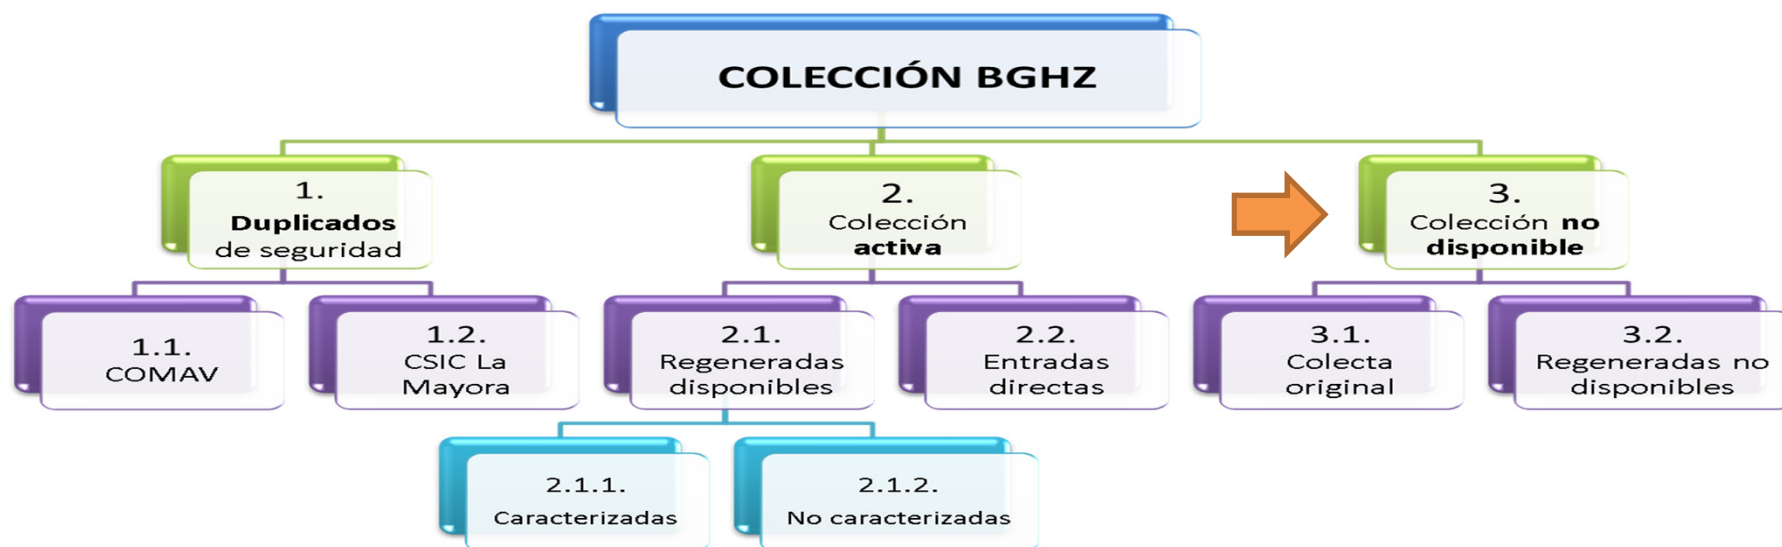 COLECCIÓN BGHZ
1.
Duplicados
de seguridad
2.
Colección
activa
3.
Colección no
disponible
1.1.
COMAV
1.2.
CSIC La
Mayora
2.1.
Regeneradas
disponibles
2.2.
Entradas
directas
3.1.
Colecta
original
3.2.
Regeneradas no
disponibles
2.1.1.
Caracterizadas
2.1.2.
No caracterizadas